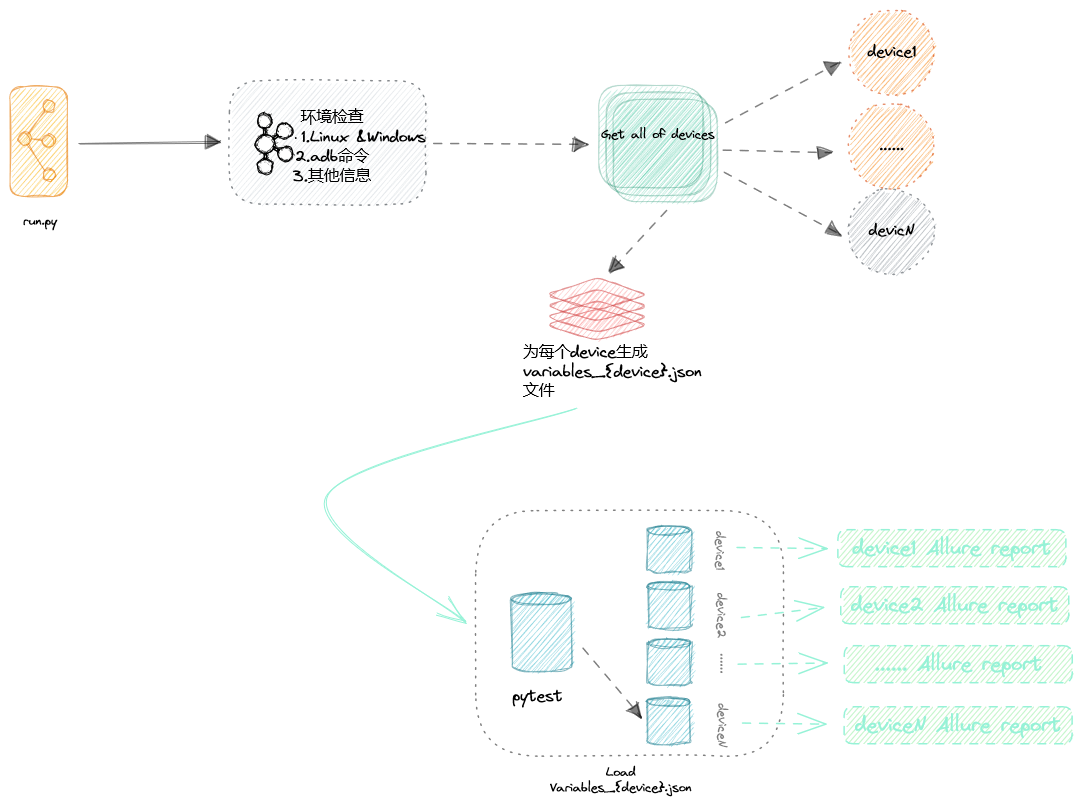 run.py
环境检查
1.Linux &Windows
2.adb命令
3.其他信息
Get all of devices
device1
......
devicN
为每个device生成
variables_{device}.json
文件
pytest
device1
device2
......
deviceN
Load
Variables_{device}.json
device1 Allure report
device2 Allure report
...... Allure report
deviceN Allure report